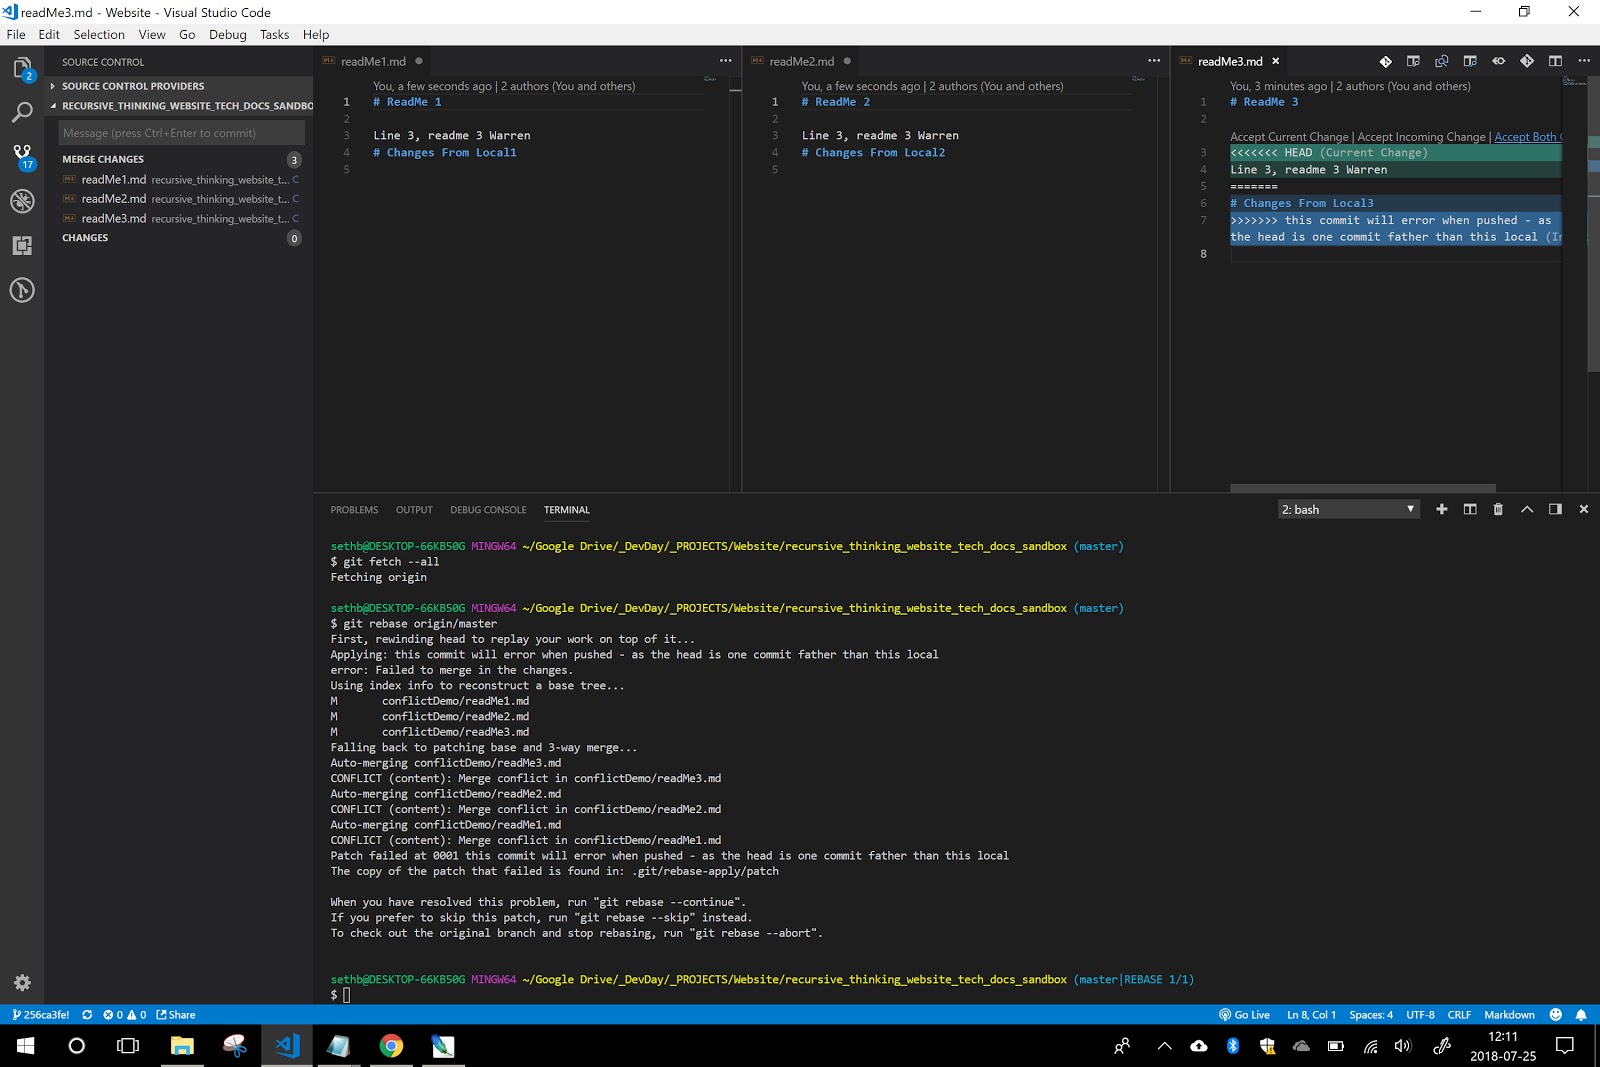 readMe3.md - Website - Visual Studio Code
File Edit Selection View Go Debug Tasks Help
2
17
SOURCE CONTROL
SOURCE CONTROL PROVIDERS
RECURSIVE_THINKING_WEBSITE_TECH_DOCS_SANDBO
Message (press Ctrl+Enter to commit)
MERGE CHANGES 3
readMe1.md recursive_thinking_website_t... C
readMe2.md recursive_thinking_website_t... C
readMe3.md recursive_thinking_website_t... C
CHANGES 0
readMe1.md
You, a few seconds ago | 2 authors (You and others)
1 # ReadMe 1
2
3 Line 3, readme 3 Warren
4 # Changes From Local1
5
readMe2.md
You, a few seconds ago | 2 authors (You and others)
1 # ReadMe 2
2
3 Line 3, readme 3 Warren
4 # Changes From Local2
5
readMe3.md
You, 3 minutes ago | 2 authors (You and others)
1 # ReadMe 3
2
Accept Current Change | Accept Incoming Change | Accept Both C
3 <<<<<<< HEAD (Current Change)
4 Line 3, readme 3 Warren
5 =======
6 # Changes From Local3
7 >>>>>>> this commit will error when pushed - as
the head is one commit father than this local (In
8
PROBLEMS OUTPUT DEBUG CONSOLE TERMINAL
2: bash
sethb@DESKTOP-66KB50G MINGW64 ~/Google Drive/_DevDay/_PROJECTS/Website/recursive_thinking_website_tech_docs_sandbox (master)
$ git fetch --all
Fetching origin
sethb@DESKTOP-66KB50G MINGW64 ~/Google Drive/_DevDay/_PROJECTS/Website/recursive_thinking_website_tech_docs_sandbox (master)
$ git rebase origin/master
First, rewinding head to replay your work on top of it...
Applying: this commit will error when pushed - as the head is one commit father than this local
error: Failed to merge in the changes.
Using index info to reconstruct a base tree...
M conflictDemo/readMe1.md
M conflictDemo/readMe2.md
M conflictDemo/readMe3.md
Falling back to patching base and 3-way merge...
Auto-merging conflictDemo/readMe3.md
CONFLICT (content): Merge conflict in conflictDemo/readMe3.md
Auto-merging conflictDemo/readMe2.md
CONFLICT (content): Merge conflict in conflictDemo/readMe2.md
Auto-merging conflictDemo/readMe1.md
CONFLICT (content): Merge conflict in conflictDemo/readMe1.md
Patch failed at 0001 this commit will error when pushed - as the head is one commit father than this local
The copy of the patch that failed is found in: .git/rebase-apply/patch
When you have resolved this problem, run "git rebase --continue".
If you prefer to skip this patch, run "git rebase --skip" instead.
To check out the original branch and stop rebasing, run "git rebase --abort".
sethb@DESKTOP-66KB50G MINGW64 ~/Google Drive/_DevDay/_PROJECTS/Website/recursive_thinking_website_tech_docs_sandbox (master|REBASE 1/1)
$
256ca3fe! 0 0 Share
Go Live Ln 8, Col 1 Spaces: 4 UTF-8 CRLF Markdown
12:11
2018-07-25